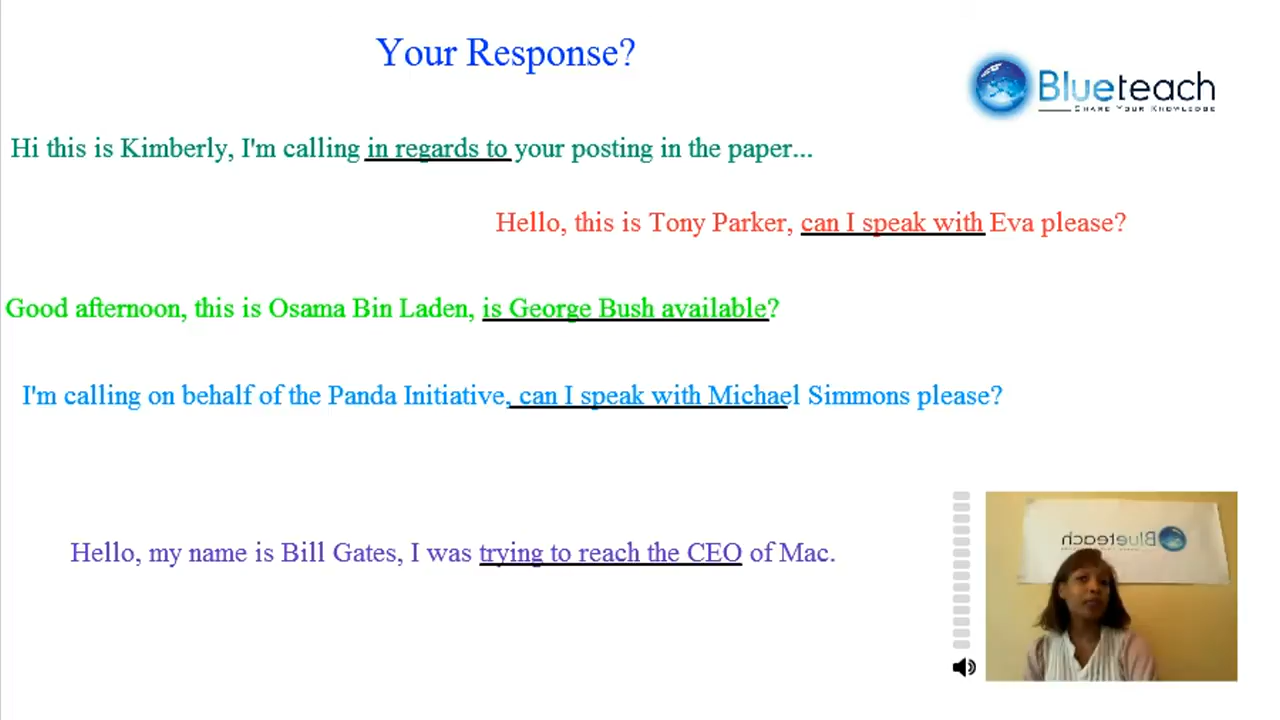 Your Response?
Blueteach
SHARE YOUR KNOWLEDGE
Hi this is Kimberly, I'm calling in regards to your posting in the paper...
Hello, this is Tony Parker, can I speak with Eva please?
Good afternoon, this is Osama Bin Laden, is George Bush available?
I'm calling on behalf of the Panda Initiative, can I speak with Michael Simmons please?
Hello, my name is Bill Gates, I was trying to reach the CEO of Mac.
Blueteach